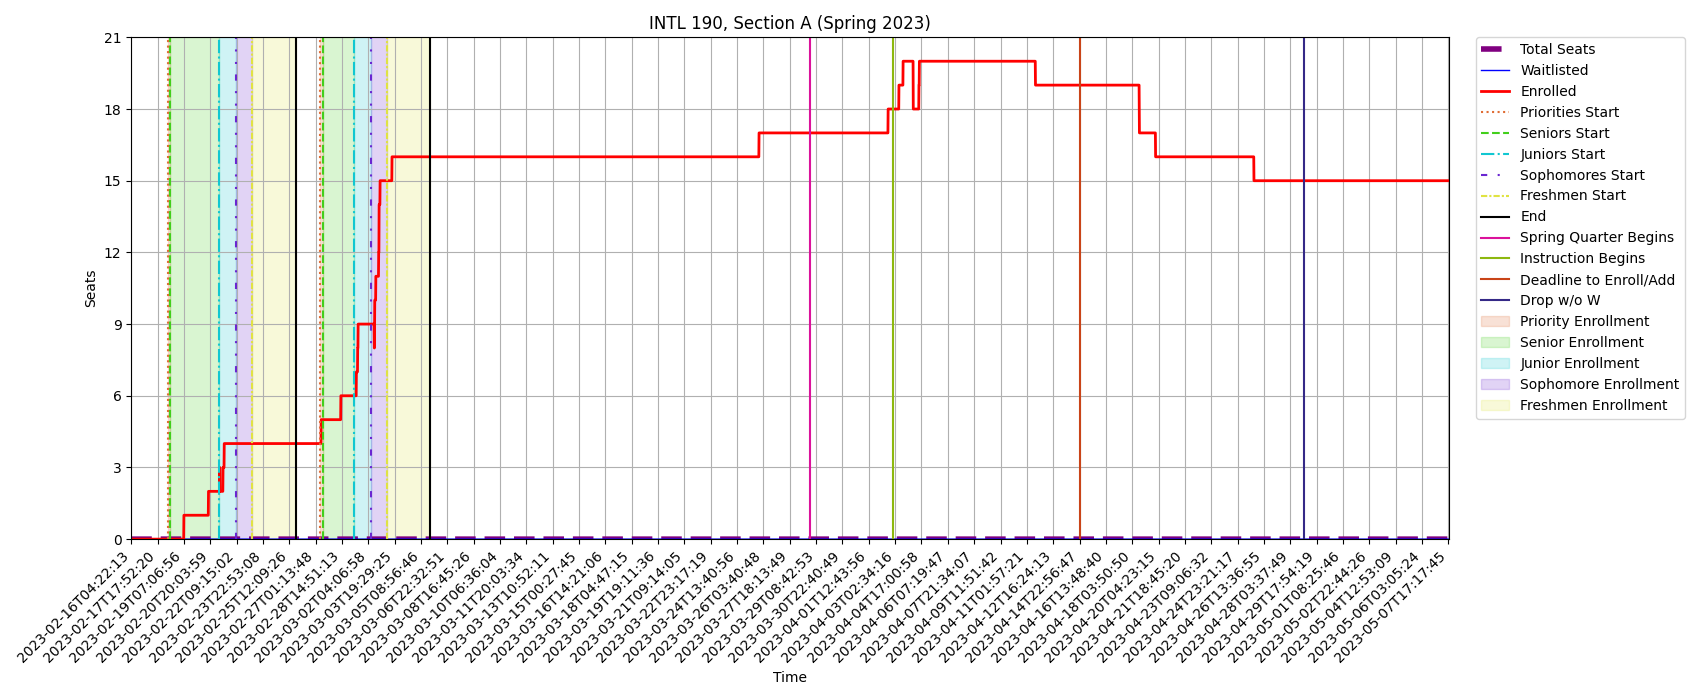 INTL 190, Section A (Spring 2023)
21
18
15
12
9
6
3
0
Seats
2023-02-16T04:22:13
2023-02-17T17:52:20
2023-02-19T07:06:56
2023-02-20T20:03:59
2023-02-22T09:15:02
2023-02-23T22:53:08
2023-02-25T12:09:26
2023-02-27T01:13:48
2023-02-28T14:51:13
2023-03-02T04:06:58
2023-03-03T19:29:25
2023-03-05T08:56:46
2023-03-06T22:32:51
2023-03-08T16:45:26
2023-03-10T06:36:04
2023-03-11T20:03:34
2023-03-13T10:52:11
2023-03-15T00:27:45
2023-03-16T14:21:06
2023-03-18T04:47:15
2023-03-19T19:11:36
2023-03-21T09:14:05
2023-03-22T23:17:19
2023-03-24T13:40:56
2023-03-26T03:40:48
2023-03-27T18:13:49
2023-03-29T08:42:53
2023-03-30T22:40:49
2023-04-01T12:43:56
2023-04-03T02:34:16
2023-04-04T17:00:58
2023-04-06T07:19:47
2023-04-07T21:34:07
2023-04-09T11:51:42
2023-04-11T01:57:21
2023-04-12T16:24:13
2023-04-14T22:56:47
2023-04-16T13:48:40
2023-04-18T03:50:50
2023-04-20T04:23:15
2023-04-21T18:45:20
2023-04-23T09:06:32
2023-04-24T23:21:17
2023-04-26T13:36:55
2023-04-28T03:37:49
2023-04-29T17:54:19
2023-05-01T08:25:46
2023-05-02T22:44:26
2023-05-04T12:53:09
2023-05-06T03:05:24
2023-05-07T17:17:45
Time
Total Seats
Waitlisted
Enrolled
Priorities Start
Seniors Start
Juniors Start
Sophomores Start
Freshmen Start
End
Spring Quarter Begins
Instruction Begins
Deadline to Enroll/Add
Drop w/o W
Priority Enrollment
Senior Enrollment
Junior Enrollment
Sophomore Enrollment
Freshmen Enrollment